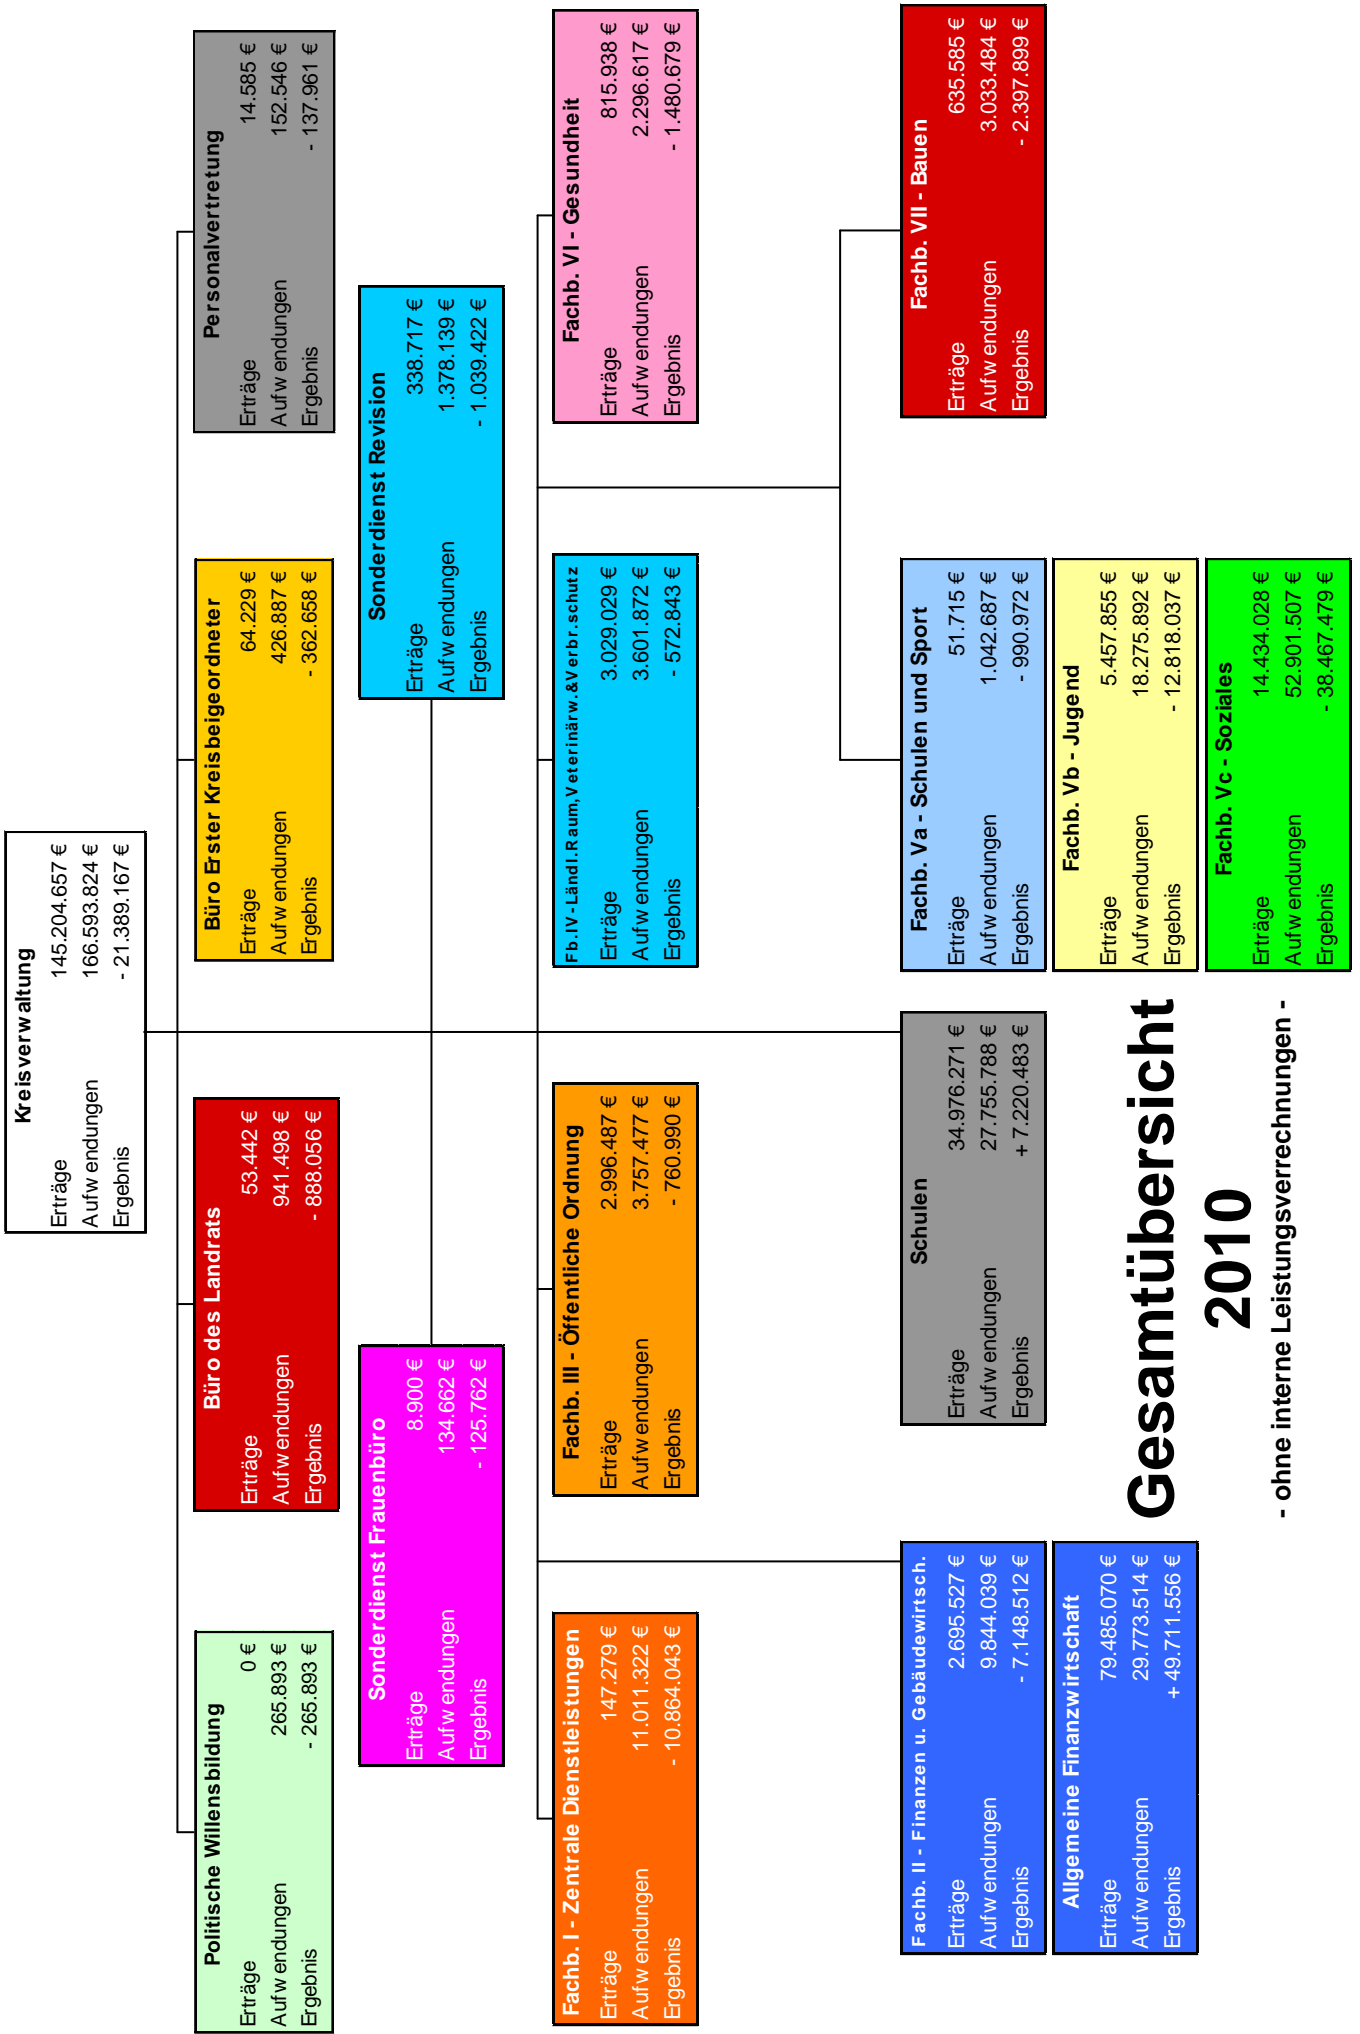 Kreisverwaltung
Erträge 145.204.657 €
Aufwendungen 166.593.824 €
Ergebnis - 21.389.167 €
Politische Willensbildung
Erträge 0 €
Aufwendungen 265.893 €
Ergebnis - 265.893 €
Büro des Landrats
Erträge 53.442 €
Aufwendungen 941.498 €
Ergebnis - 888.056 €
Büro Erster Kreisbeigeordneter
Erträge 64.229 €
Aufwendungen 426.887 €
Ergebnis - 362.658 €
Personalvertretung
Erträge 14.585 €
Aufwendungen 152.546 €
Ergebnis - 137.961 €
Sonderdienst Frauenbüro
Erträge 8.900 €
Aufwendungen 134.662 €
Ergebnis - 125.762 €
Sonderdienst Revision
Erträge 338.717 €
Aufwendungen 1.378.139 €
Ergebnis - 1.039.422 €
Fachb. I - Zentrale Dienstleistungen
Erträge 147.279 €
Aufwendungen 11.011.322 €
Ergebnis - 10.864.043 €
Fachb. III - Öffentliche Ordnung
Erträge 2.996.487 €
Aufwendungen 3.757.477 €
Ergebnis - 760.990 €
Fb.IV - Ländl.Raum,Veterinärw.&Verbr.schutz
Erträge 3.029.029 €
Aufwendungen 3.601.872 €
Ergebnis - 572.843 €
Fachb. VI - Gesundheit
Erträge 815.938 €
Aufwendungen 2.296.617 €
Ergebnis - 1.480.679 €
Fachb. II - Finanzen u. Gebäudewirtsch.
Erträge 2.695.527 €
Aufwendungen 9.844.039 €
Ergebnis - 7.148.512 €
Allgemeine Finanzwirtschaft
Erträge 79.485.070 €
Aufwendungen 29.773.514 €
Ergebnis + 49.711.556 €
Schulen
Erträge 34.976.271 €
Aufwendungen 27.755.788 €
Ergebnis + 7.220.483 €
Fachb. Va - Schulen und Sport
Erträge 51.715 €
Aufwendungen 1.042.687 €
Ergebnis - 990.972 €
Fachb. Vb - Jugend
Erträge 5.457.855 €
Aufwendungen 18.275.892 €
Ergebnis - 12.818.037 €
Fachb. Vc - Soziales
Erträge 14.434.028 €
Aufwendungen 52.901.507 €
Ergebnis - 38.467.479 €
Fachb. VII - Bauen
Erträge 635.585 €
Aufwendungen 3.033.484 €
Ergebnis - 2.397.899 €
Gesamtübersicht
2010
- ohne interne Leistungsverrechnungen -